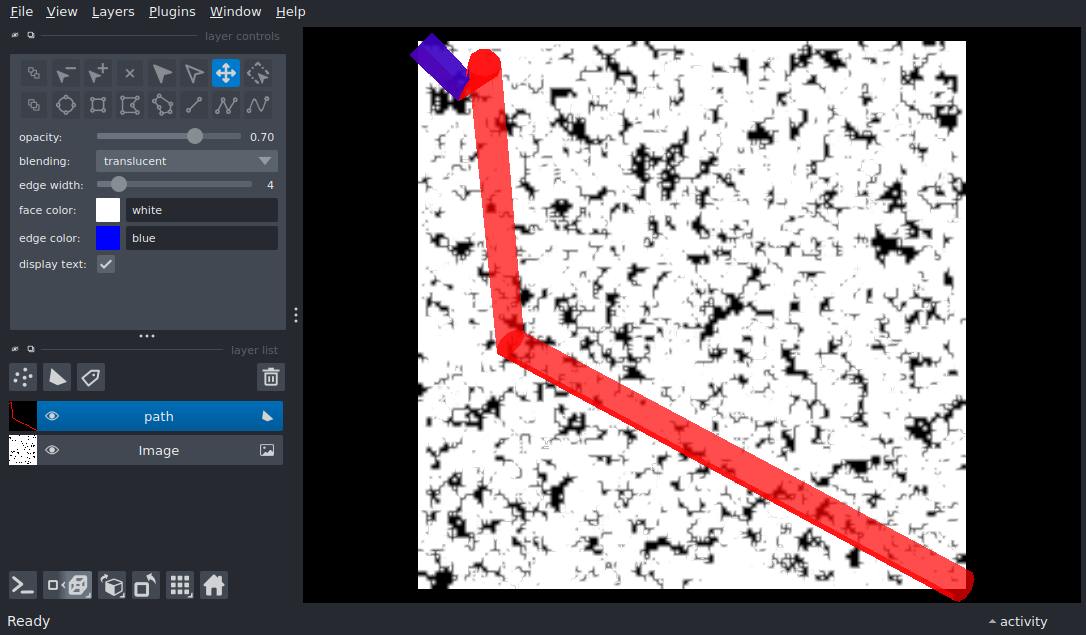 File View Layers Plugins Window Help
layer controls
opacity: 0.70
blending: translucent
edge width: 4
face color: white
edge color: blue
display text:
layer list
path
Image
Ready activity